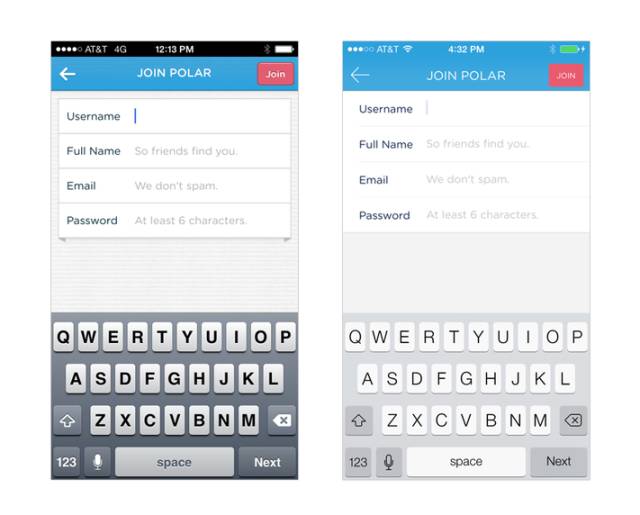 AT&T 4G 12:13 PM
JOIN POLAR Join
Username
Full Name So friends find you.
Email We don't spam.
Password At least 6 characters.
Q W E R T Y U I O P
A S D F G H J K L
Z X C V B N M
123 space Next
AT&T 4:32 PM
JOIN POLAR JOIN
Username
Full Name So friends find you.
Email We don't spam.
Password At least 6 characters.
Q W E R T Y U I O P
A S D F G H J K L
Z X C V B N M
123 space Next